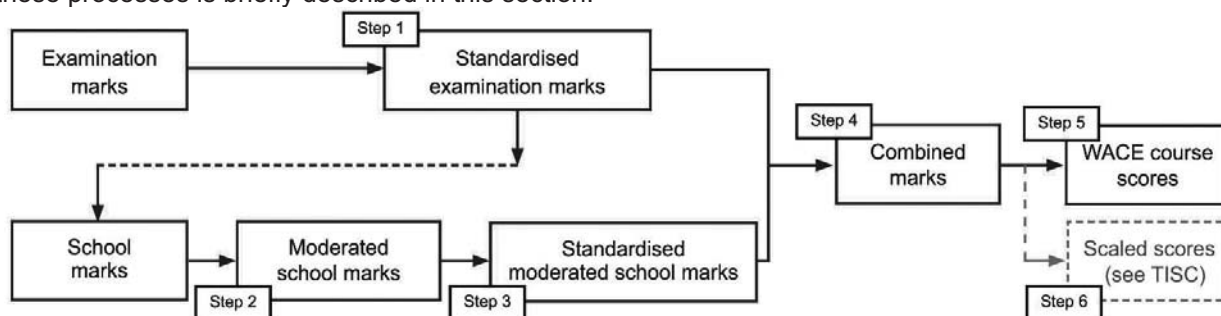 these processes is briefly described in this section.
Step 1
Examination
marks
Standardised
examination marks
Step 4
Combined
marks
Step 5
WACE course
scores
School
marks
Moderated
school marks
Step 2
Standardised
moderated school marks
Step 3
Scaled scores
(see TISC)
Step 6